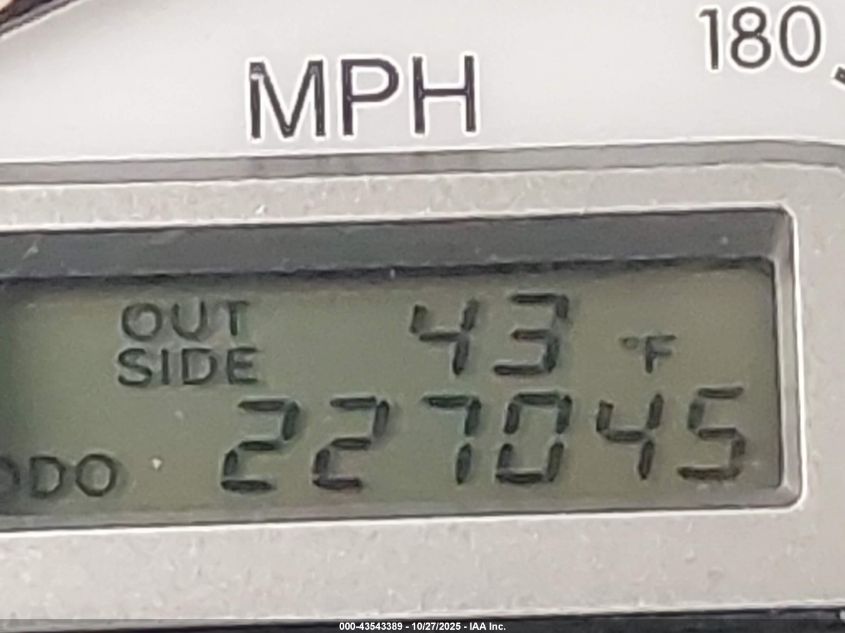 180
MPH
OUT SIDE 43 °F
ODO 227045
000-43543389 - 10/27/2025 - IAA Inc.